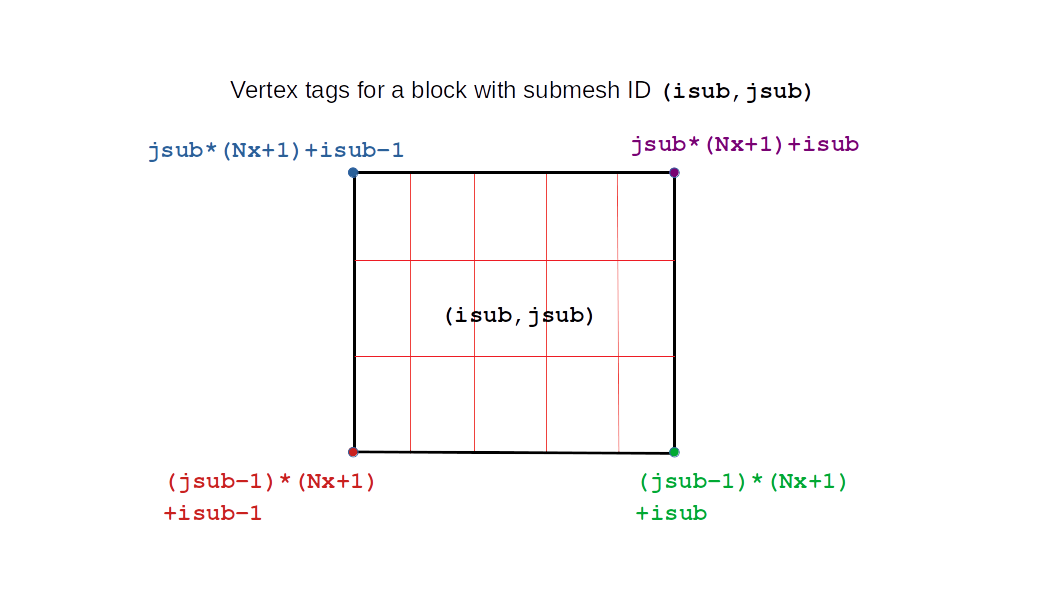 Vertex tags for a block with submesh ID (isub,jsub)
jsub*(Nx+1)+isub-1
jsub*(Nx+1)+isub
(isub,jsub)
(jsub-1)*(Nx+1)
+isub-1
(jsub-1)*(Nx+1)
+isub